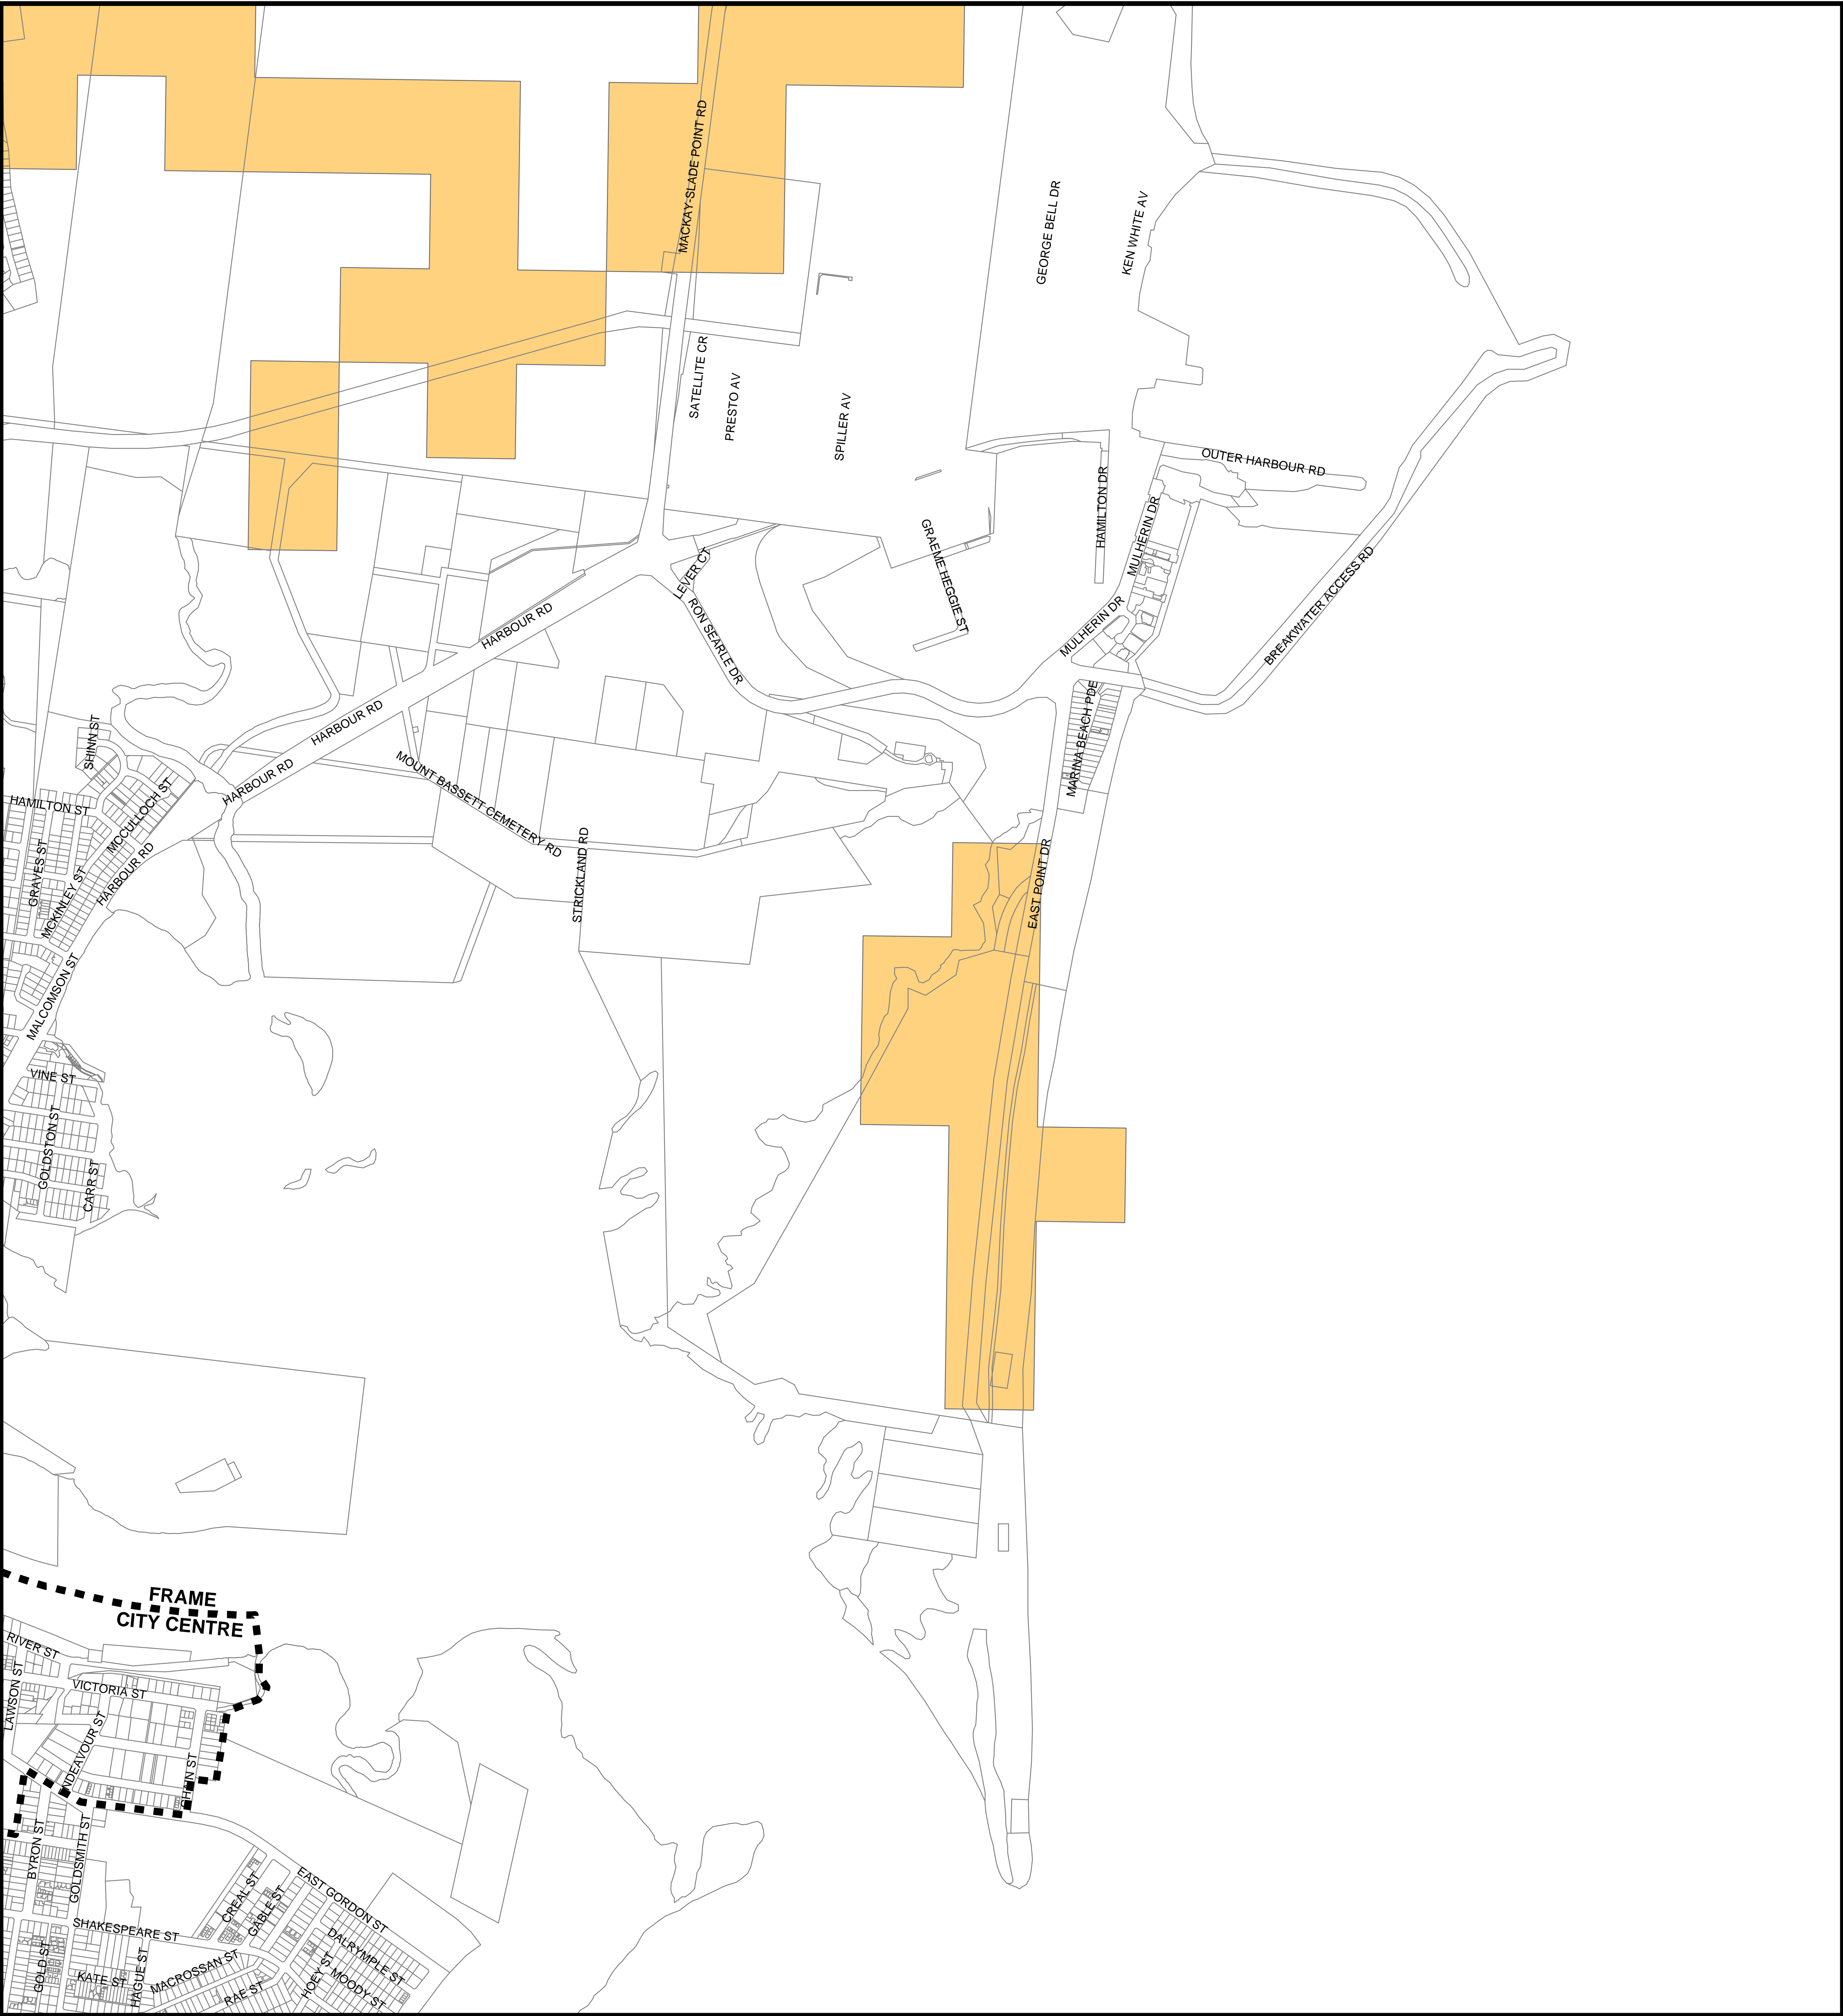 MACKAY-SLADE POINT RD
GEORGE BELL DR
KEN WHITE AV
SATELLITE CR
PRESTO AV
SPILLER AV
OUTER HARBOUR RD
HAMILTON DR
MULHERIN DR
GRAEME HEGGIE ST
LEVER CT
HARBOUR RD
RON SEARLE DR
MULHERIN DR
BREAKWATER ACCESS RD
HARBOUR RD
MARINA BEACH PDE
SHINN ST
HARBOUR RD
MOUNT BASSETT CEMETERY RD
HAMILTON ST
MCCULLOCH ST
GRAVES ST
HARBOUR RD
MCKINLEY ST
STRICKLAND RD
EAST POINT DR
MALCOMSON ST
VINE ST
GOLDSTON ST
CARR ST
FRAME
CITY CENTRE
RIVER ST
LAWSON ST
VICTORIA ST
ENDEAVOUR ST
BYRON ST
GOLDSMITH ST
CREAL ST
GABLE ST
EAST GORDON ST
SHAKESPEARE ST
DALRYMPLE ST
GOLD ST
KATE ST
HAGUE ST
MACROSSAN ST
RAE ST
HOEY ST
MOODY ST